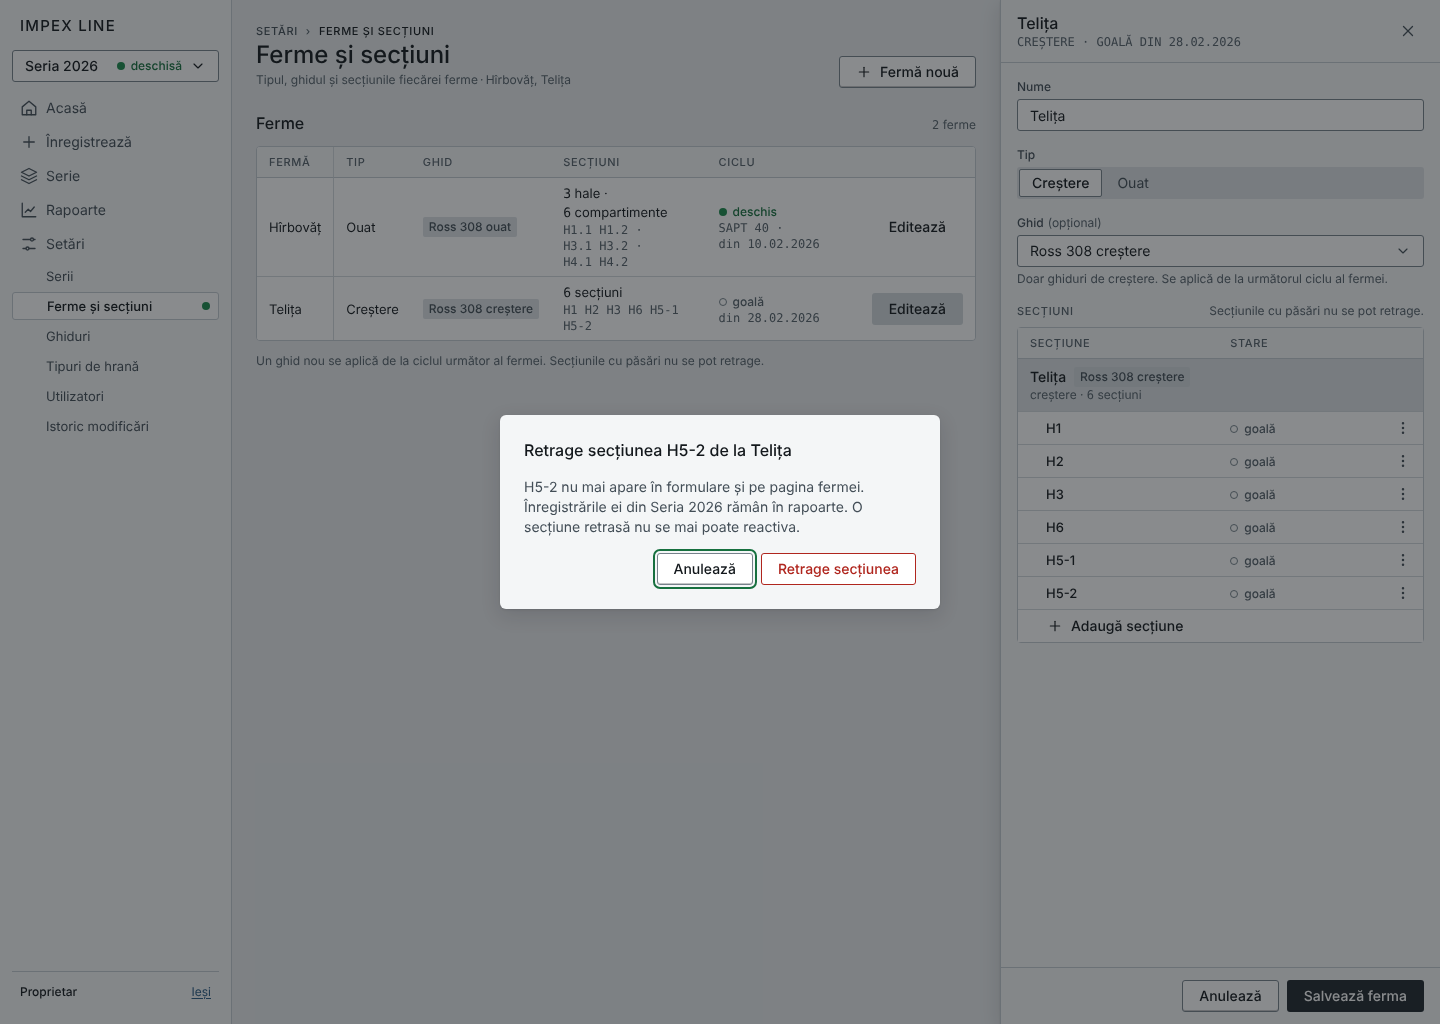 IMPEX LINE
Seria 2026 deschisă
Acasă
Înregistrează
Serie
Rapoarte
Setări
Serii
Ferme și secțiuni
Ghiduri
Tipuri de hrană
Utilizatori
Istoric modificări
Proprietar Ieși
SETĂRI › FERME ȘI SECȚIUNI
Ferme și secțiuni
Tipul, ghidul și secțiunile fiecărei ferme · Hîrbovăț, Telița
Fermă nouă
Ferme
2 ferme
FERMĂ TIP GHID SECȚIUNI CICLU
Hîrbovăț Ouat Ross 308 ouat
3 hale ·
6 compartimente
H1.1 H1.2 ·
H3.1 H3.2 ·
H4.1 H4.2
deschis
SAPT 40 ·
din 10.02.2026
Editează
Telița Creștere Ross 308 creștere
6 secțiuni
H1 H2 H3 H6 H5-1
H5-2
goală
din 28.02.2026
Editează
Un ghid nou se aplică de la ciclul următor al fermei. Secțiunile cu păsări nu se pot retrage.
Retrage secțiunea H5-2 de la Telița
H5-2 nu mai apare în formulare și pe pagina fermei.
Înregistrările ei din Seria 2026 rămân în rapoarte. O
secțiune retrasă nu se mai poate reactiva.
Anulează Retrage secțiunea
Telița
CREȘTERE · GOALĂ DIN 28.02.2026
Nume
Telița
Tip
Creștere Ouat
Ghid (opțional)
Ross 308 creștere
Doar ghiduri de creștere. Se aplică de la următorul ciclu al fermei.
SECȚIUNI Secțiunile cu păsări nu se pot retrage.
SECȚIUNE STARE
Telița Ross 308 creștere
creștere · 6 secțiuni
H1 goală
H2 goală
H3 goală
H6 goală
H5-1 goală
H5-2 goală
Adaugă secțiune
Anulează Salvează ferma